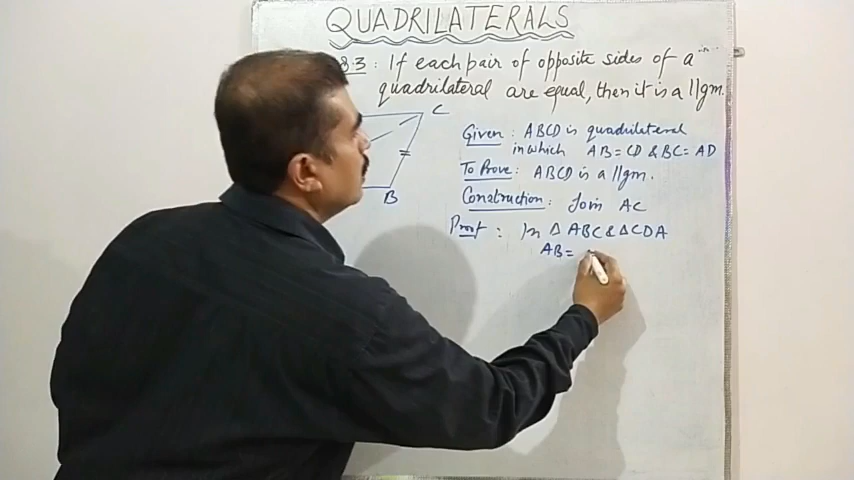 QUADRILATERALS
8.3 : If each pair of opposite sides of a
quadrilateral are equal, then it is a ||gm.
C
B
Given : ABCD is quadrilateral
in which AB = CD & BC = AD
To Prove : ABCD is a ||gm.
Construction : Join AC
Proof : In Δ ABC & Δ CDA
AB =